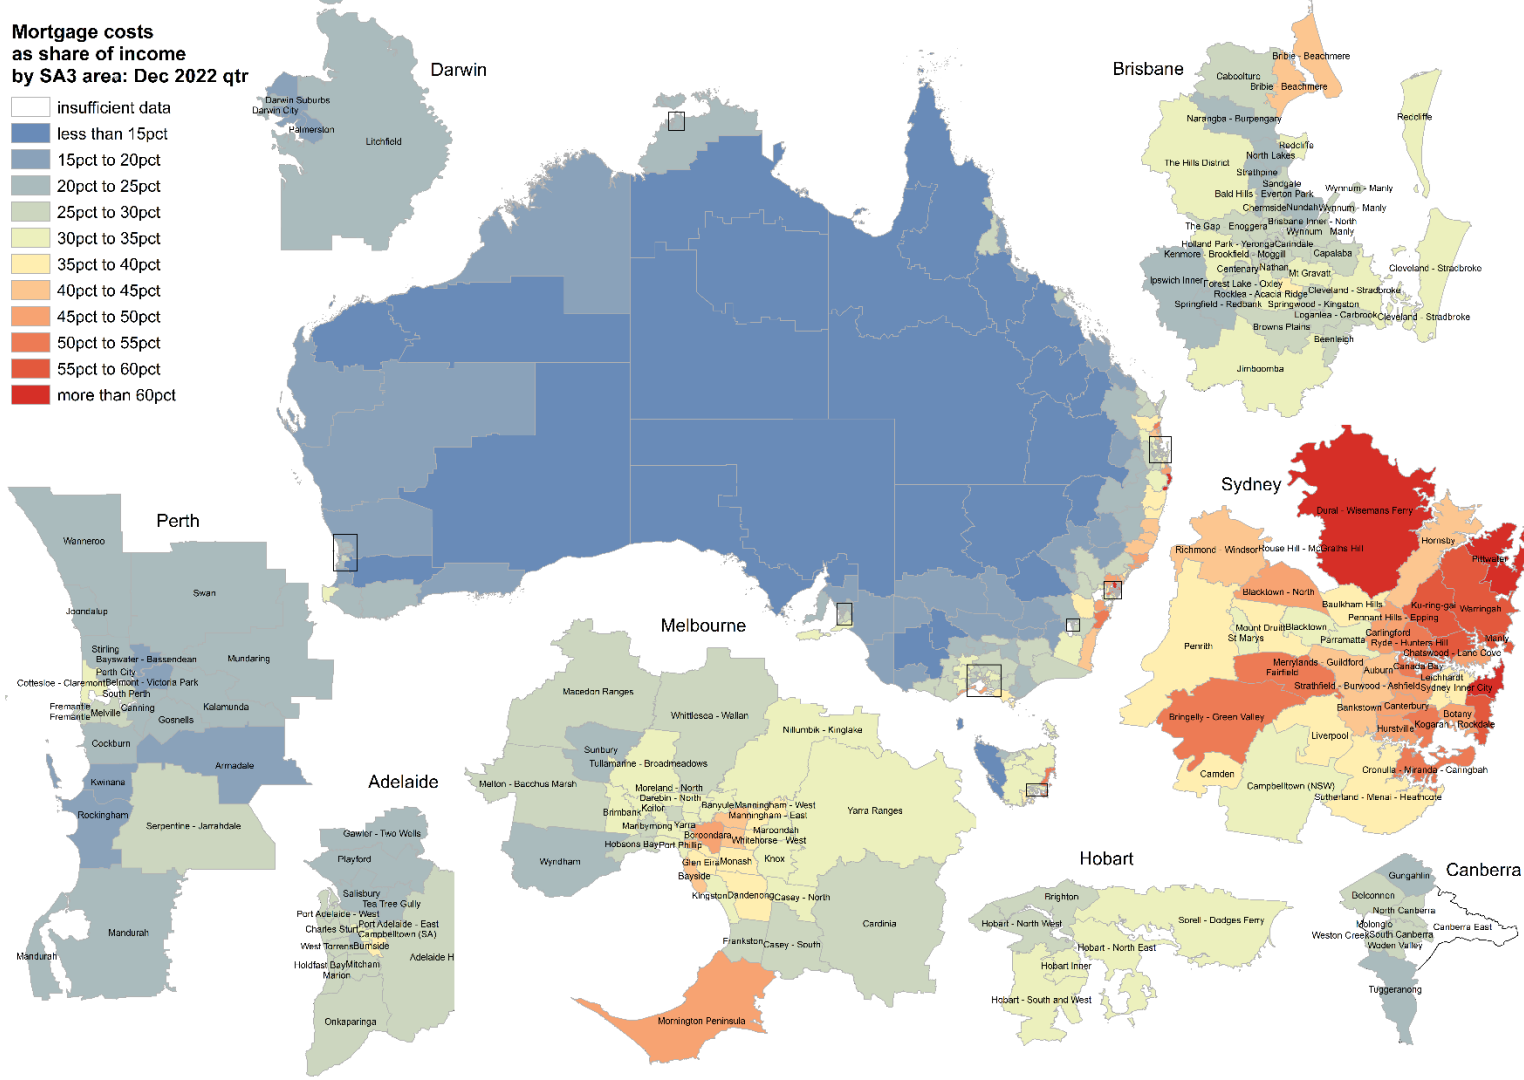 Mortgage costs
as share of income
by SA3 area: Dec 2022 qtr
insufficient data
less than 15pct
15pct to 20pct
20pct to 25pct
25pct to 30pct
30pct to 35pct
35pct to 40pct
40pct to 45pct
45pct to 50pct
50pct to 55pct
55pct to 60pct
more than 60pct
Darwin
Darwin Suburbs
Darwin City
Palmerston
Litchfield
Brisbane
Bribie - Beachmere
Caboolture
Bribie
Beachmere
Narangba - Burpengary
Redcliffe
Redcliffe
North Lakes
The Hills District
Strathpine
Sandgate
Bald Hills - Everton Park
Wynnum - Manly
Chermside
Nundah
Wynnum - Manly
Brisbane Inner - North
The Gap
Enoggera
Wynnum
Manly
Holland Park - Yeronga
Carindale
Kenmore - Brookfield - Moggill
Capalaba
Centenary
Nathan
Mt Gravatt
Cleveland - Stradbroke
Ipswich Inner
Forest Lake - Oxley
Cleveland - Stradbroke
Rocklea - Acacia Ridge
Springfield - Redbank
Springwood - Kingston
Loganlea - Carbrook
Cleveland - Stradbroke
Browns Plains
Beenleigh
Jimboomba
Perth
Wanneroo
Swan
Joondalup
Stirling
Bayswater - Bassendean
Mundaring
Perth City
Cottesloe - Claremont
Belmont - Victoria Park
South Perth
Fremantle
Fremantle
Melville
Canning
Kalamunda
Gosnells
Cockburn
Armadale
Kwinana
Rockingham
Serpentine - Jarrahdale
Mandurah
Mandurah
Adelaide
Gawler - Two Wells
Playford
Salisbury
Tea Tree Gully
Port Adelaide - West
Port Adelaide - East
Charles Sturt
Campbelltown (SA)
West Torrens
Burnside
Holdfast Bay
Mitcham
Marion
Adelaide H
Onkaparinga
Melbourne
Macedon Ranges
Whittlesea - Wallan
Nillumbik - Kinglake
Sunbury
Tullamarine - Broadmeadows
Melton - Bacchus Marsh
Moreland - North
Darebin - North
Keilor
Banyule
Manningham - West
Manningham - East
Brimbank
Maribyrnong
Yarra
Maroondah
Boroondara
Whitehorse - West
Hobsons Bay
Port Phillip
Yarra Ranges
Wyndham
Glen Eira
Monash
Knox
Bayside
Kingston
Dandenong
Casey - North
Cardinia
Frankston
Casey - South
Mornington Peninsula
Sydney
Dural - Wisemans Ferry
Hornsby
Richmond - Windsor
Rouse Hill - McGraths Hill
Pittwater
Blacktown - North
Baulkham Hills
Ku-ring-gai
Warringah
Pennant Hills - Epping
Mount Druitt
Blacktown
St Marys
Parramatta
Carlingford
Ryde - Hunters Hill
Manly
Penrith
Chatswood - Lane Cove
Merrylands - Guildford
Fairfield
Auburn
Canada Bay
Leichhardt
Strathfield - Burwood - Ashfield
Sydney Inner City
Bankstown
Canterbury
Bringelly - Green Valley
Botany
Kogarah - Rockdale
Hurstville
Liverpool
Camden
Cronulla - Miranda - Caringbah
Campbelltown (NSW)
Sutherland - Menai - Heathcote
Hobart
Brighton
Hobart - North West
Sorell - Dodges Ferry
Hobart - North East
Hobart Inner
Hobart - South and West
Canberra
Gungahlin
Belconnen
North Canberra
Molonglo
Canberra East
Weston Creek
South Canberra
Woden Valley
Tuggeranong